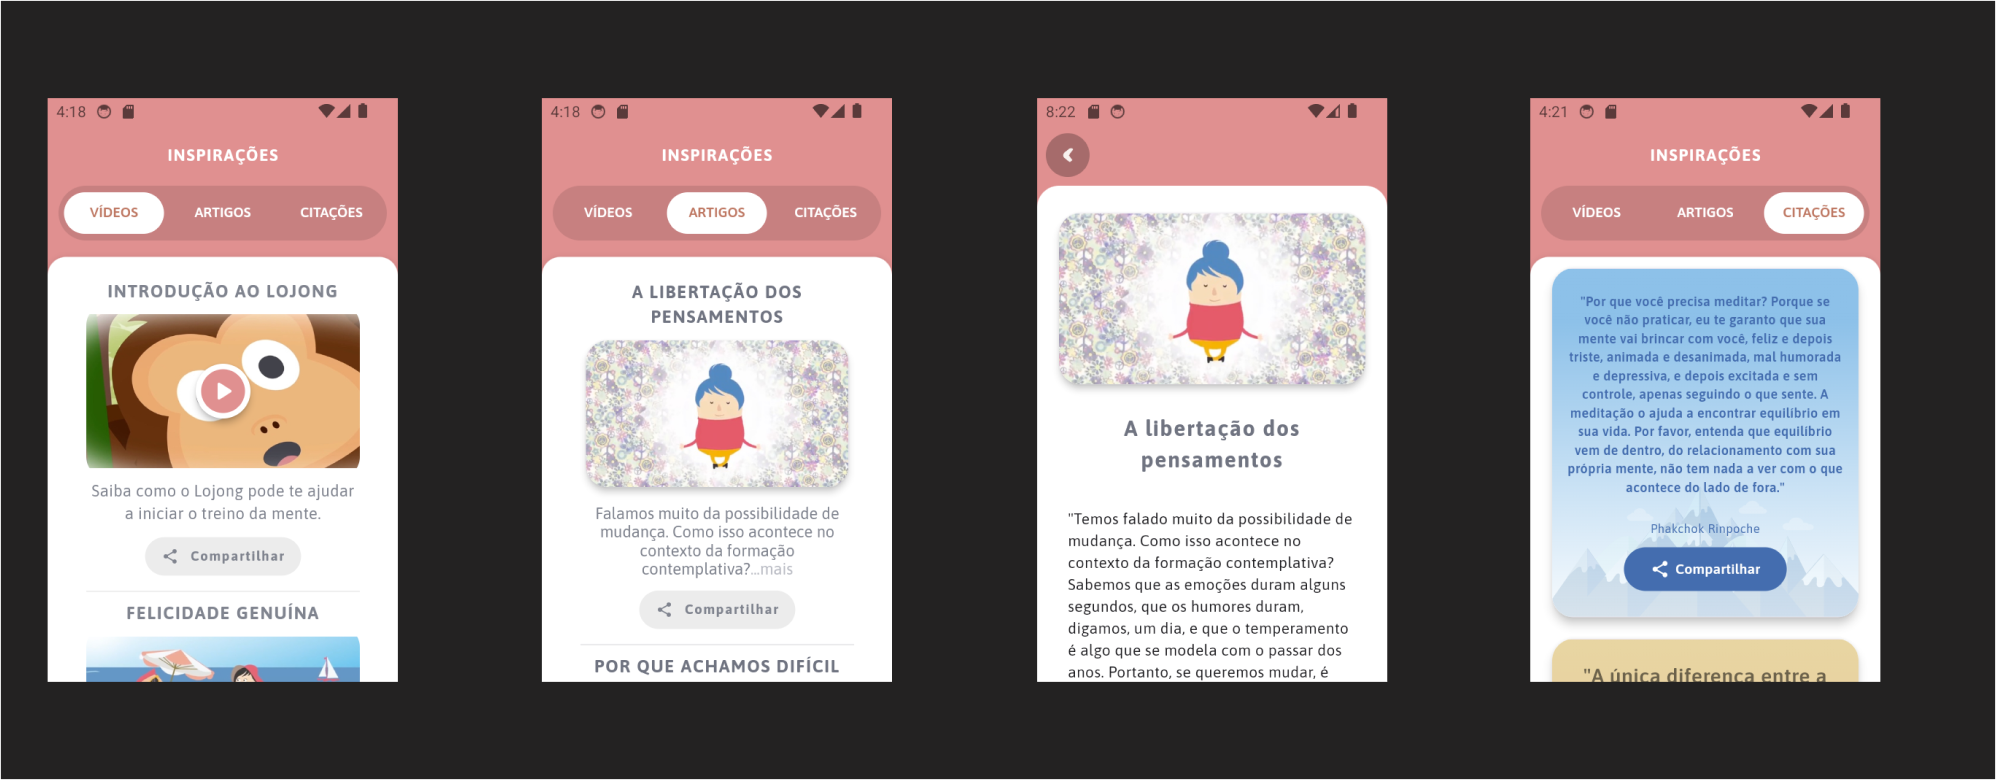 4:18
INSPIRAÇÕES
VÍDEOS ARTIGOS CITAÇÕES
INTRODUÇÃO AO LOJONG
Saiba como o Lojong pode te ajudar
a iniciar o treino da mente.
Compartilhar
FELICIDADE GENUÍNA
4:18
INSPIRAÇÕES
VÍDEOS ARTIGOS CITAÇÕES
A LIBERTAÇÃO DOS
PENSAMENTOS
Falamos muito da possibilidade de
mudança. Como isso acontece no
contexto da formação
contemplativa?...mais
Compartilhar
POR QUE ACHAMOS DIFÍCIL
8:22
A libertação dos
pensamentos
"Temos falado muito da possibilidade de
mudança. Como isso acontece no
contexto da formação contemplativa?
Sabemos que as emoções duram alguns
segundos, que os humores duram,
digamos, um dia, e que o temperamento
é algo que se modela com o passar dos
anos. Portanto, se queremos mudar, é
4:21
INSPIRAÇÕES
VÍDEOS ARTIGOS CITAÇÕES
"Por que você precisa meditar? Porque se
você não praticar, eu te garanto que sua
mente vai brincar com você, feliz e depois
triste, animada e desanimada, mal humorada
e depressiva, e depois excitada e sem
controle, apenas seguindo o que sente. A
meditação o ajuda a encontrar equilíbrio em
sua vida. Por favor, entenda que equilíbrio
vem de dentro, do relacionamento com sua
própria mente, não tem nada a ver com o que
acontece do lado de fora."
Phakchok Rinpoche
Compartilhar
"A única diferença entre a